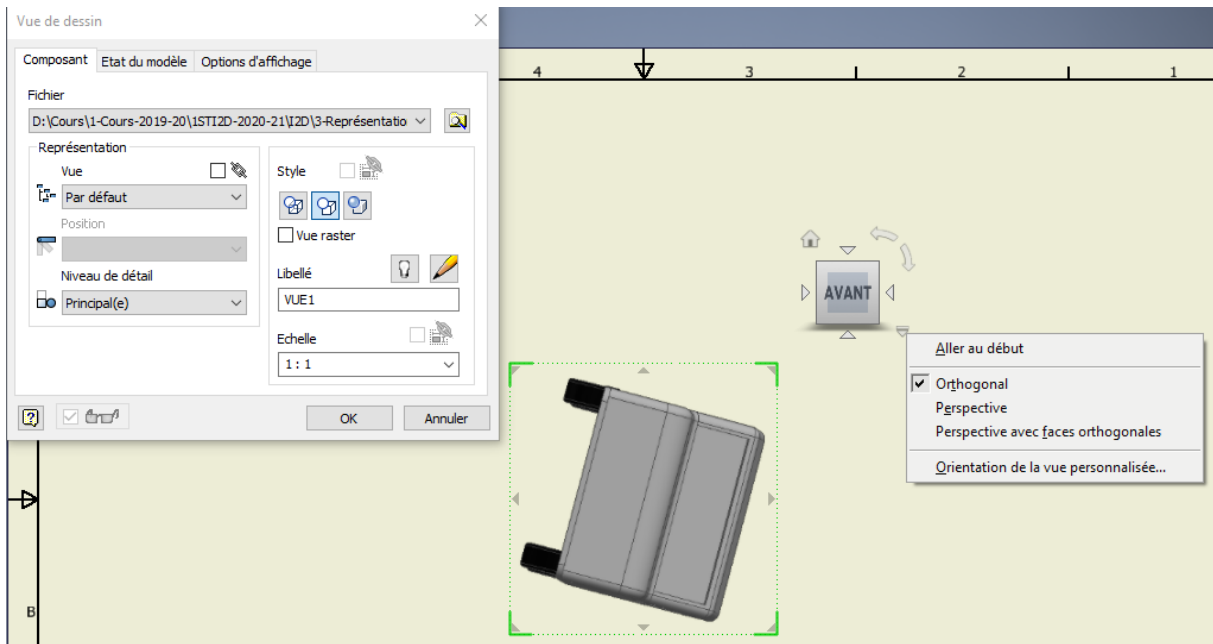 Vue de dessin
Composant
Etat du modèle
Options d'affichage
Fichier
D:\Cours\1-Cours-2019-20\1STI2D-2020-21\I2D\3-Représentatio
Représentation
Vue
Par défaut
Position
Niveau de détail
Principal(e)
Style
Vue raster
Libellé
VUE1
Echelle
1 : 1
OK
Annuler
4
3
2
1
AVANT
Aller au début
Orthogonal
Perspective
Perspective avec faces orthogonales
Orientation de la vue personnalisée...
B